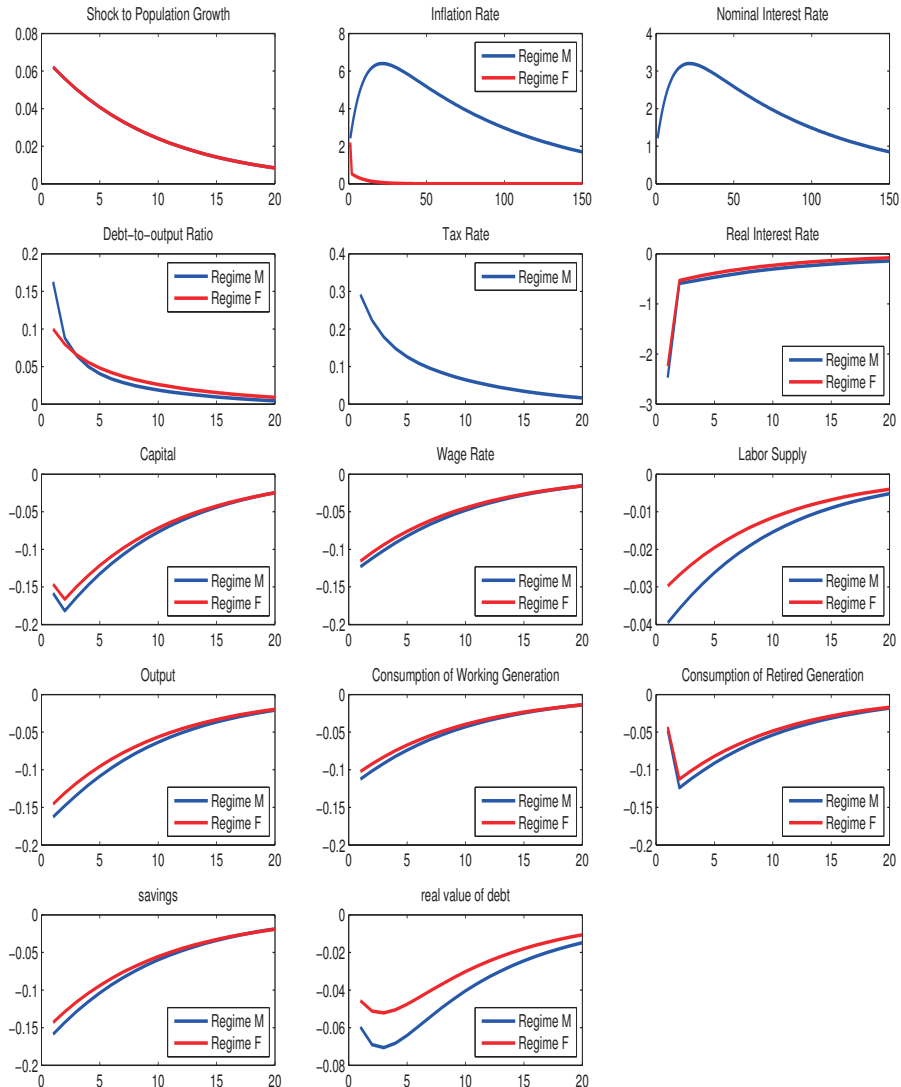 Shock to Population Growth
0.08
0.06
0.04
0.02
0
0 5 10 15 20
Inflation Rate
8
6
4
2
0
0 50 100 150
Regime M
Regime F
Nominal Interest Rate
4
3
2
1
0
0 50 100 150
Debt-to-output Ratio
0.2
0.15
0.1
0.05
0
0 5 10 15 20
Regime M
Regime F
Tax Rate
0.4
0.3
0.2
0.1
0
0 5 10 15 20
Regime M
Real Interest Rate
0
−1
−2
−3
0 5 10 15 20
Regime M
Regime F
Capital
0
−0.05
−0.1
−0.15
−0.2
0 5 10 15 20
Regime M
Regime F
Wage Rate
0
−0.05
−0.1
−0.15
−0.2
0 5 10 15 20
Regime M
Regime F
Labor Supply
0
−0.01
−0.02
−0.03
−0.04
0 5 10 15 20
Regime M
Regime F
Output
0
−0.05
−0.1
−0.15
−0.2
0 5 10 15 20
Regime M
Regime F
Consumption of Working Generation
0
−0.05
−0.1
−0.15
−0.2
0 5 10 15 20
Regime M
Regime F
Consumption of Retired Generation
0
−0.05
−0.1
−0.15
−0.2
0 5 10 15 20
Regime M
Regime F
savings
0
−0.05
−0.1
−0.15
−0.2
0 5 10 15 20
Regime M
Regime F
real value of debt
0
−0.02
−0.04
−0.06
−0.08
0 5 10 15 20
Regime M
Regime F